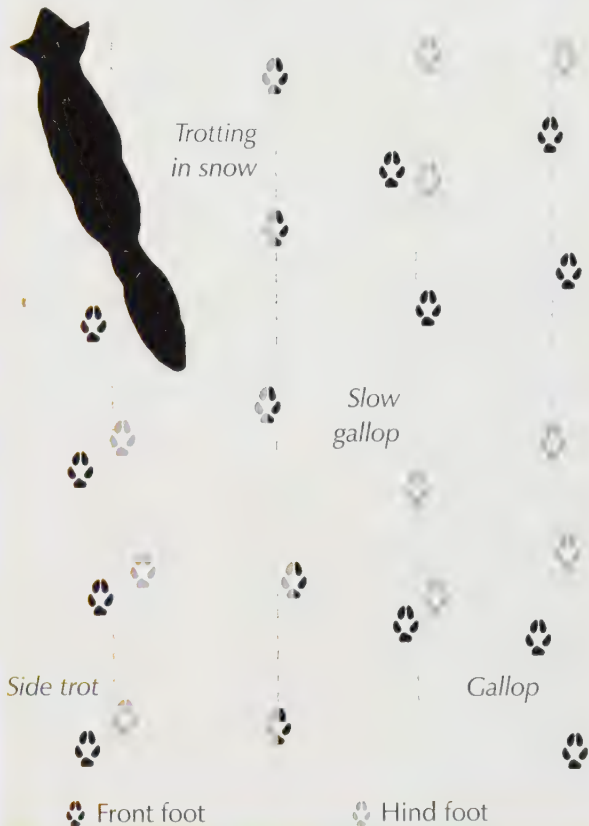 Trotting
in snow
Slow
gallop
Side trot
Gallop
Front foot
Hind foot